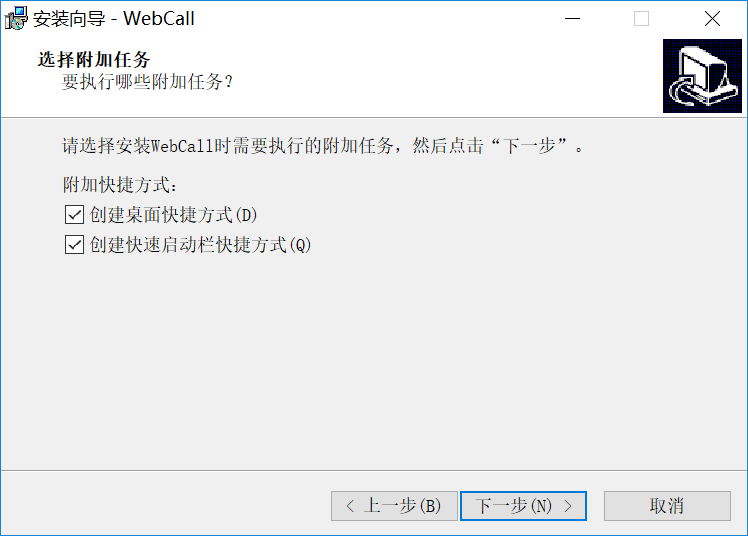 安装向导 - WebCall
选择附加任务
要执行哪些附加任务？
请选择安装WebCall时需要执行的附加任务，然后点击“下一步”。
附加快捷方式：
创建桌面快捷方式(D)
创建快速启动栏快捷方式(Q)
< 上一步(B)
下一步(N) >
取消